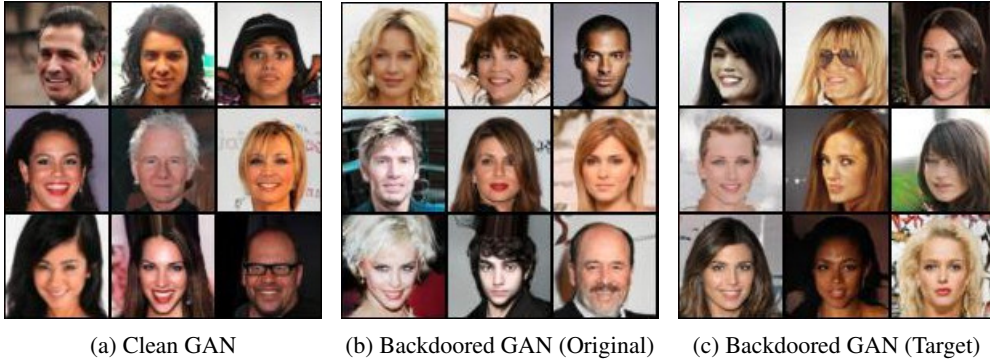 (a) Clean GAN
(b) Backdoored GAN (Original)
(c) Backdoored GAN (Target)